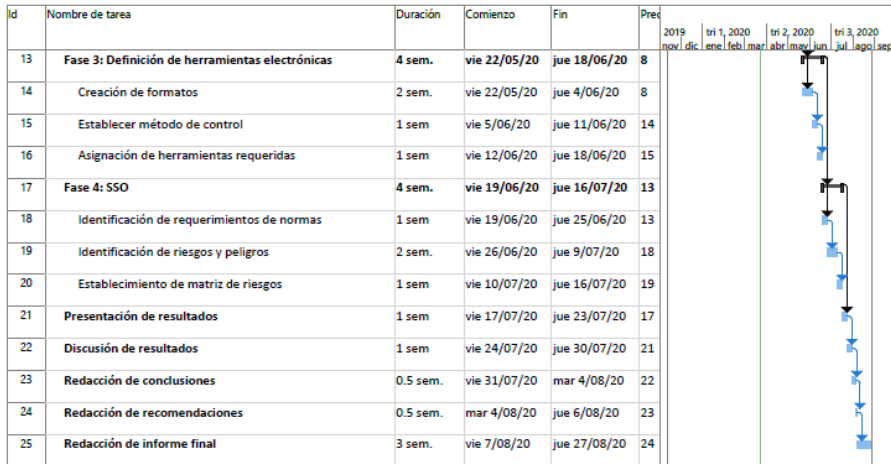 Id Nombre de tarea Duración Comienzo Fin Prec
2019 tri 1, 2020 tri 2, 2020 tri 3, 2020
nov dic ene feb mar abr may jun jul ago sep
13 Fase 3: Definición de herramientas electrónicas 4 sem. vie 22/05/20 jue 18/06/20 8
14 Creación de formatos 2 sem. vie 22/05/20 jue 4/06/20 8
15 Establecer método de control 1 sem vie 5/06/20 jue 11/06/20 14
16 Asignación de herramientas requeridas 1 sem vie 12/06/20 jue 18/06/20 15
17 Fase 4: SSO 4 sem. vie 19/06/20 jue 16/07/20 13
18 Identificación de requerimientos de normas 1 sem vie 19/06/20 jue 25/06/20 13
19 Identificación de riesgos y peligros 2 sem. vie 26/06/20 jue 9/07/20 18
20 Establecimiento de matriz de riesgos 1 sem vie 10/07/20 jue 16/07/20 19
21 Presentación de resultados 1 sem vie 17/07/20 jue 23/07/20 17
22 Discusión de resultados 1 sem vie 24/07/20 jue 30/07/20 21
23 Redacción de conclusiones 0.5 sem. vie 31/07/20 mar 4/08/20 22
24 Redacción de recomendaciones 0.5 sem. mar 4/08/20 jue 6/08/20 23
25 Redacción de informe final 3 sem. vie 7/08/20 jue 27/08/20 24